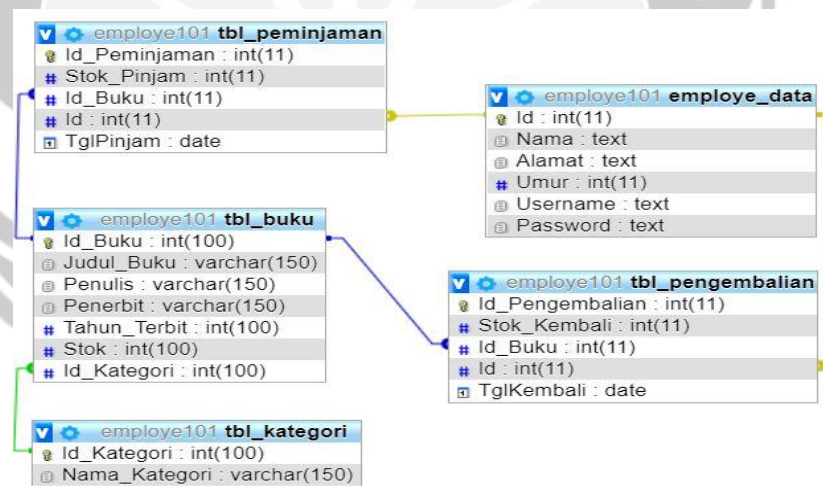 employe101 tbl_peminjaman
Id_Peminjaman : int(11)
Stok_Pinjam : int(11)
Id_Buku : int(11)
Id : int(11)
TglPinjam : date
employe101 employe_data
Id : int(11)
Nama : text
Alamat : text
Umur : int(11)
Username : text
Password : text
employe101 tbl_buku
Id_Buku : int(100)
Judul_Buku : varchar(150)
Penulis : varchar(150)
Penerbit : varchar(150)
Tahun_Terbit : int(100)
Stok : int(100)
Id_Kategori : int(100)
employe101 tbl_pengembalian
Id_Pengembalian : int(11)
Stok_Kembali : int(11)
Id_Buku : int(11)
Id : int(11)
TglKembali : date
employe101 tbl_kategori
Id_Kategori : int(100)
Nama_Kategori : varchar(150)